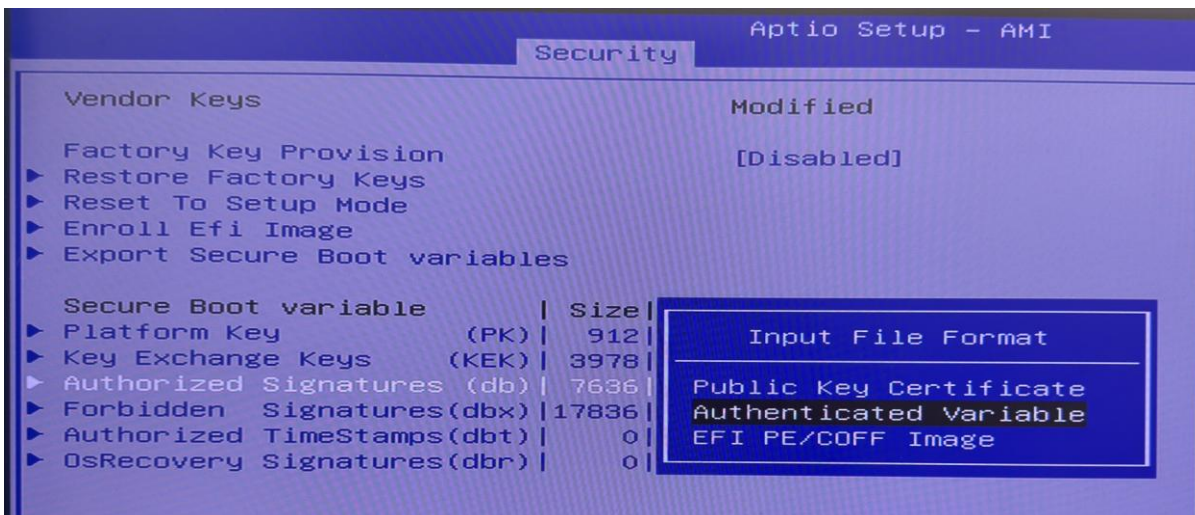 Aptio Setup - AMI
Security
Vendor Keys Modified
Factory Key Provision [Disabled]
Restore Factory Keys
Reset To Setup Mode
Enroll Efi Image
Export Secure Boot variables
Secure Boot variable | Size|
Platform Key (PK)| 912|
Key Exchange Keys (KEK)| 3978|
Authorized Signatures (db)| 7636|
Forbidden Signatures(dbx)|17836|
Authorized TimeStamps(dbt)| 0|
OsRecovery Signatures(dbr)| 0|
Input File Format
Public Key Certificate
Authenticated Variable
EFI PE/COFF Image